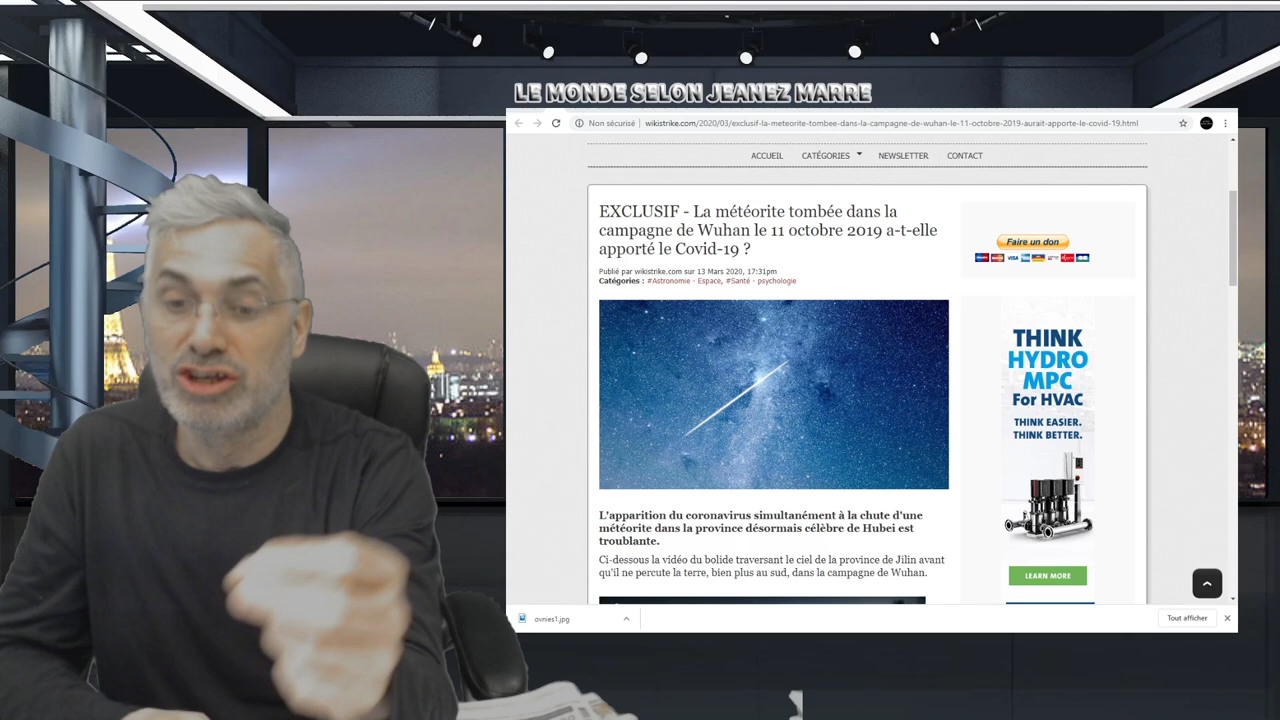 LE MONDE SELON JEANEZ MARRE
Non sécurisé
wikistrike.com/2020/03/exclusif-la-meteorite-tombee-dans-la-campagne-de-wuhan-le-11-octobre-2019-aurait-apporte-le-covid-19.html
ACCUEIL CATÉGORIES NEWSLETTER CONTACT
EXCLUSIF - La météorite tombée dans la
campagne de Wuhan le 11 octobre 2019 a-t-elle
apporté le Covid-19 ?
Publié par wikistrike.com sur 13 Mars 2020, 17:31pm
Catégories : #Astronomie - Espace, #Santé - psychologie
L'apparition du coronavirus simultanément à la chute d'une
météorite dans la province désormais célèbre de Hubei est
troublante.
Ci-dessous la vidéo du bolide traversant le ciel de la province de Jilin avant
qu'il ne percute la terre, bien plus au sud, dans la campagne de Wuhan.
Faire un don
VISA
THINK
HYDRO
MPC
For HVAC
THINK EASIER.
THINK BETTER.
LEARN MORE
ovnies1.jpg
Tout afficher